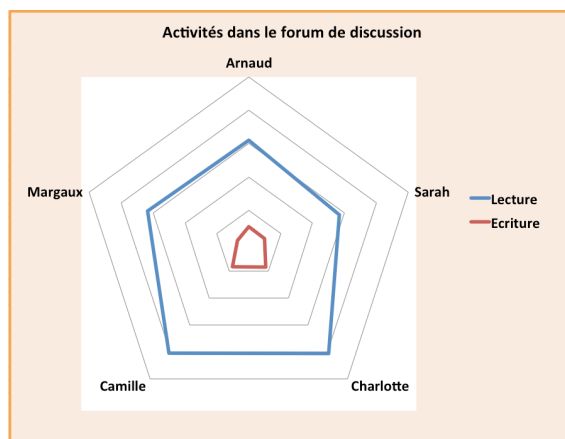 Activités dans le forum de discussion
Arnaud
Margaux
Sarah
Lecture
Ecriture
Camille
Charlotte